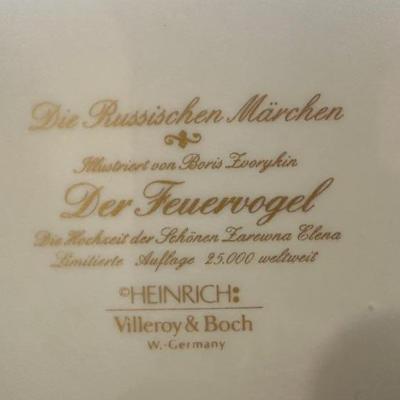 Die Russischen Märchen
Illustriert von Boris Zvorykin
Der Feuervogel
Die Hochzeit der Schönen Zarewna Elena
Limitierte Auflage 25.000 weltweit
©HEINRICH:
Villeroy & Boch
W.-Germany